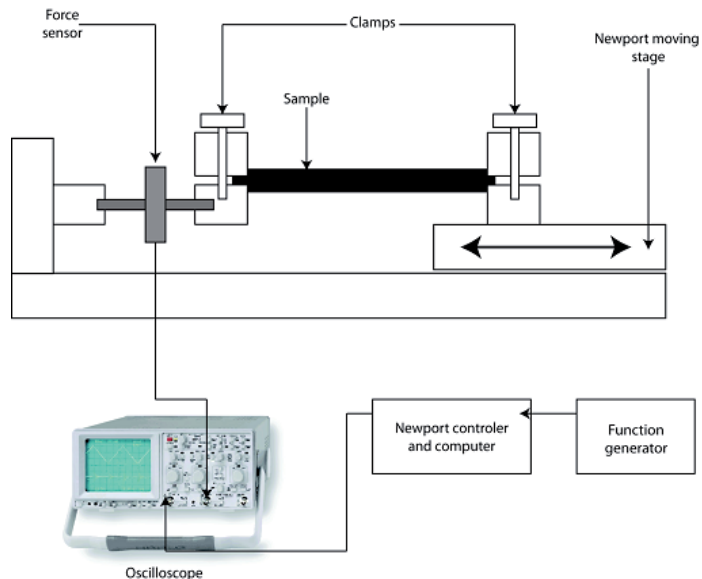 Force
sensor
Clamps
Newport moving
stage
Sample
Newport controler
and computer
Function
generator
Oscilloscope